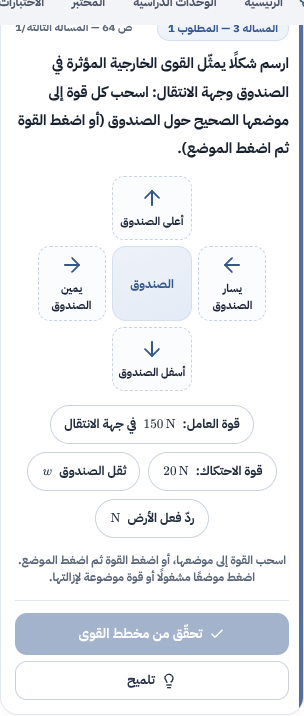 الرئيسية الوحدات الدراسية المختبر الاختبارات
المسألة 3 — المطلوب 1 ص 64 — المسألة الثالثة/1
ارسم شكلًا يمثّل القوى الخارجية المؤثرة في
الصندوق وجهة الانتقال: اسحب كل قوة إلى
موضعها الصحيح حول الصندوق (أو اضغط القوة
ثم اضغط الموضع).
أعلى الصندوق
يسار
الصندوق
الصندوق
يمين
الصندوق
أسفل الصندوق
قوة العامل: 150 N في جهة الانتقال
قوة الاحتكاك: 20 N
ثقل الصندوق w
ردّ فعل الأرض N
اسحب القوة إلى موضعها، أو اضغط القوة ثم اضغط الموضع.
اضغط موضعًا مشغولًا أو قوة موضوعة لإزالتها.
تحقّق من مخطط القوى
تلميح